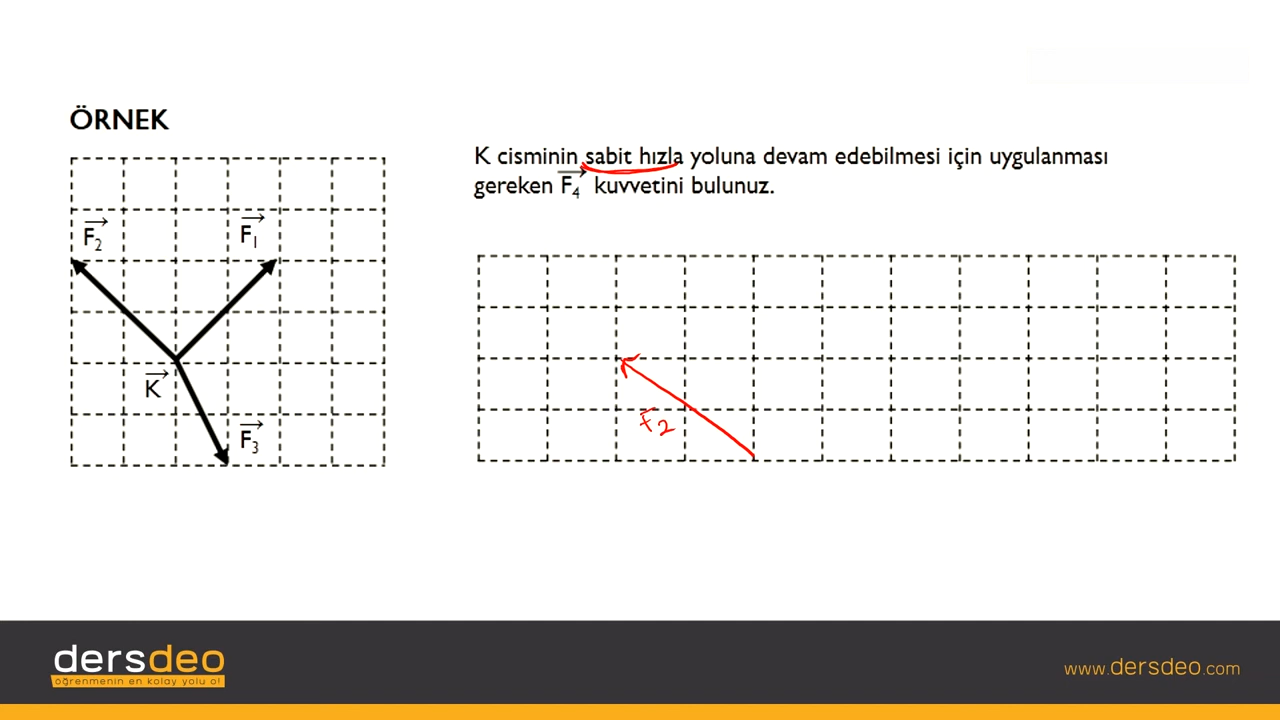 ÖRNEK
K cisminin sabit hızla yoluna devam edebilmesi için uygulanması
gereken F₄ kuvvetini bulunuz.
F₂
F₁
K
F₃
F₂
dersdeo
öğrenmenin en kolay yolu o!
www.dersdeo.com